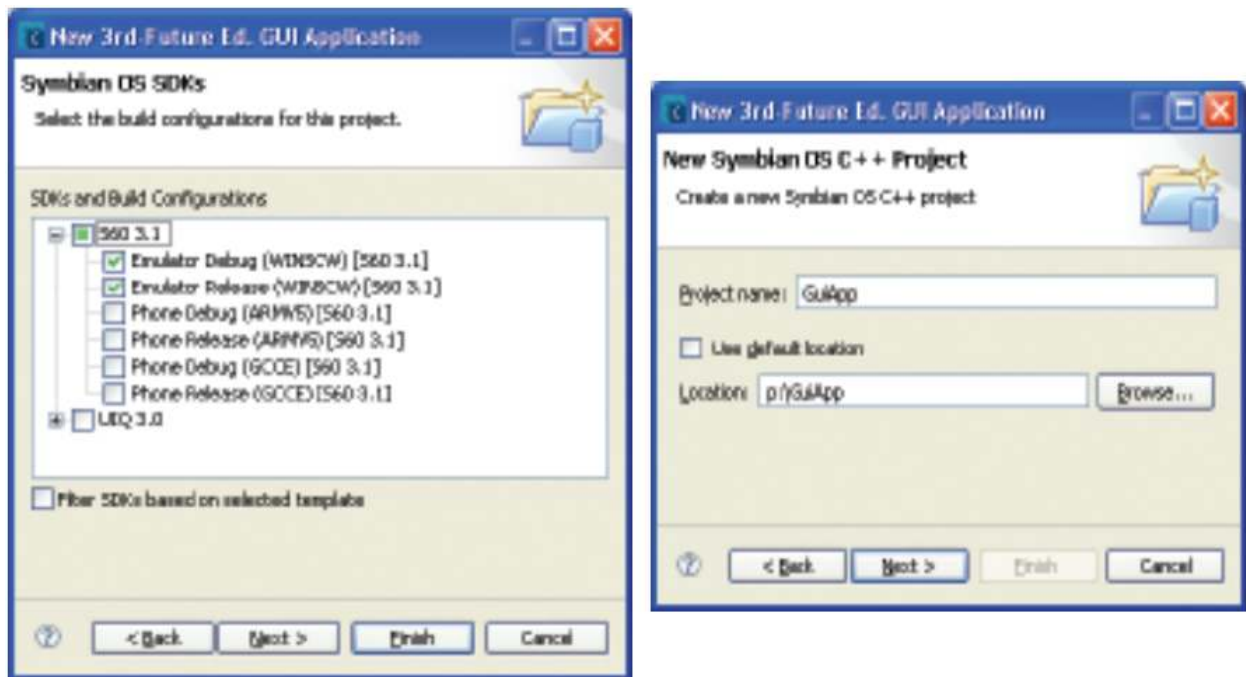 New 3rd-Future Ed. GUI Application
Symbian OS SDKs
Select the build configurations for this project.
SDKs and Build Configurations
S60 3.1
Emulator Debug (WINSCW) [S60 3.1]
Emulator Release (WINSCW) [S60 3.1]
Phone Debug (ARMV5) [S60 3.1]
Phone Release (ARMV5) [S60 3.1]
Phone Debug (GCCE) [S60 3.1]
Phone Release (GCCE) [S60 3.1]
UIQ 3.0
Filter SDKs based on selected template
< Back Next > Finish Cancel
New 3rd-Future Ed. GUI Application
New Symbian OS C++ Project
Create a new Symbian OS C++ project
Project name: GuiApp
Use default location
Location: p:\GuiApp Browse...
< Back Next > Finish Cancel